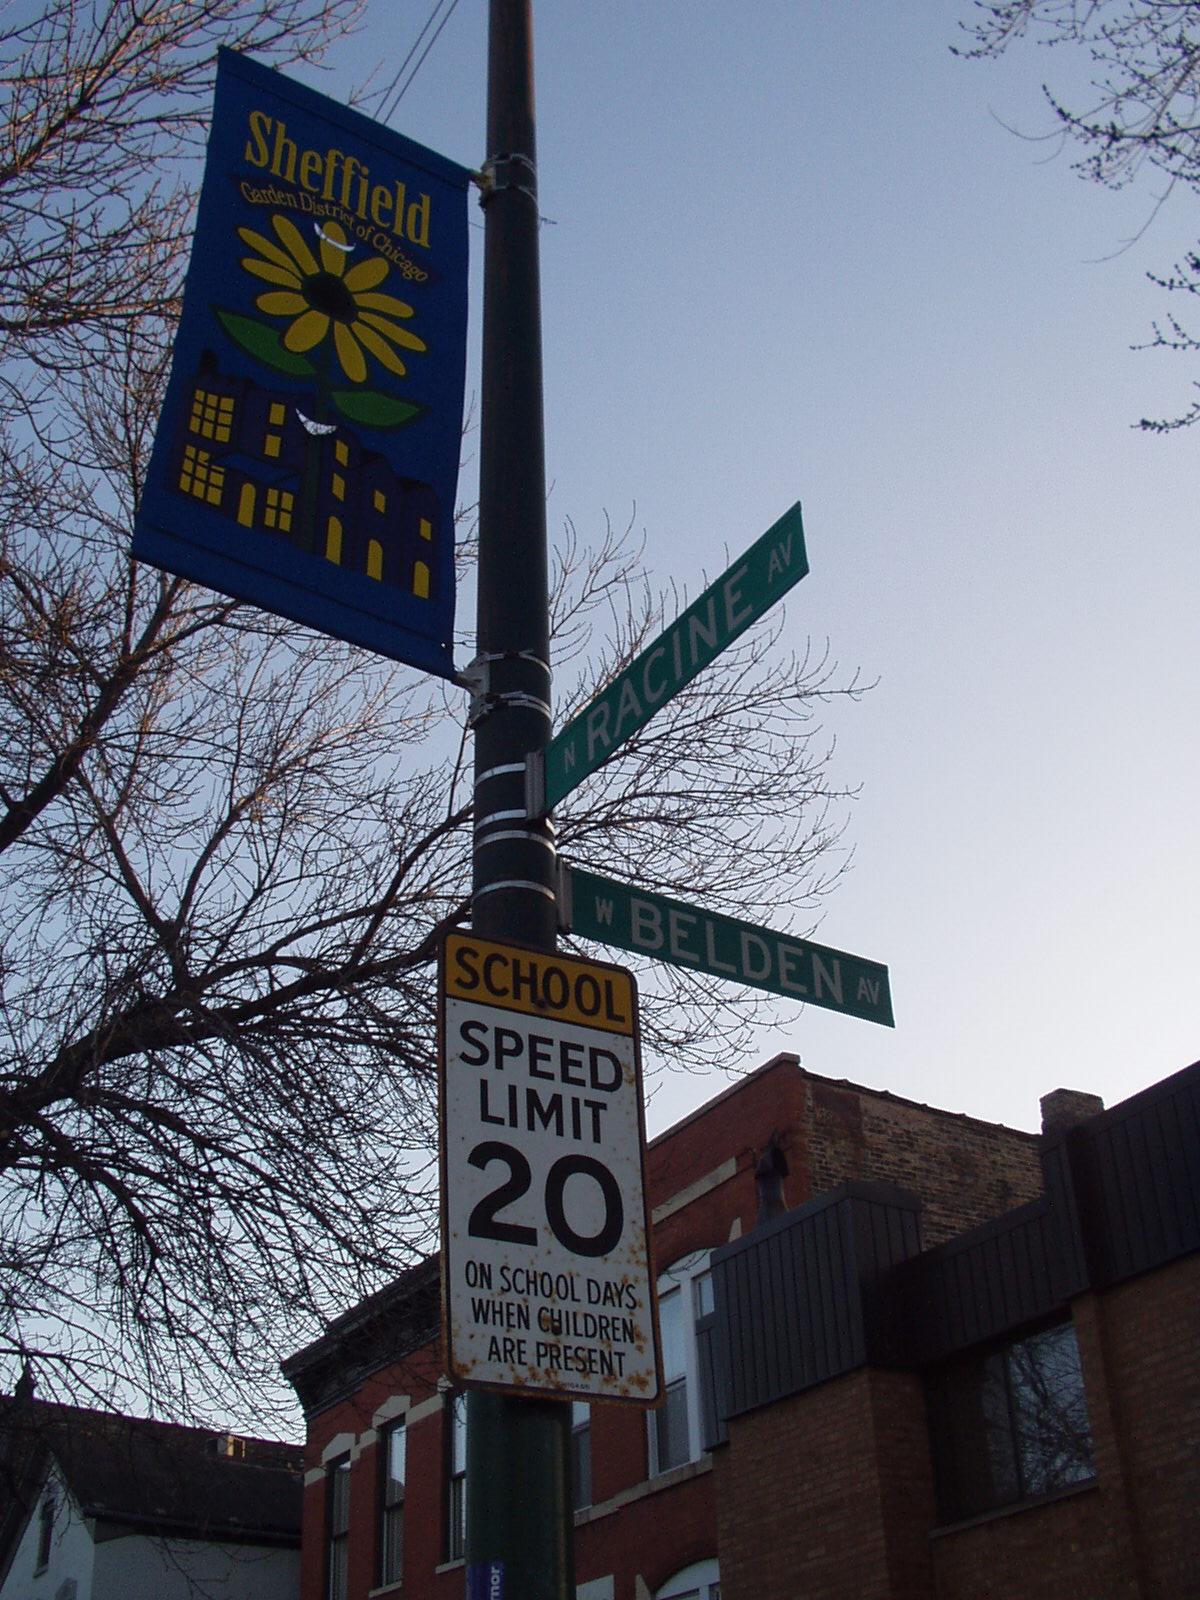 Sheffield
Garden District of Chicago
N RACINE AV
W BELDEN AV
SCHOOL
SPEED
LIMIT
20
ON SCHOOL DAYS
WHEN CHILDREN
ARE PRESENT